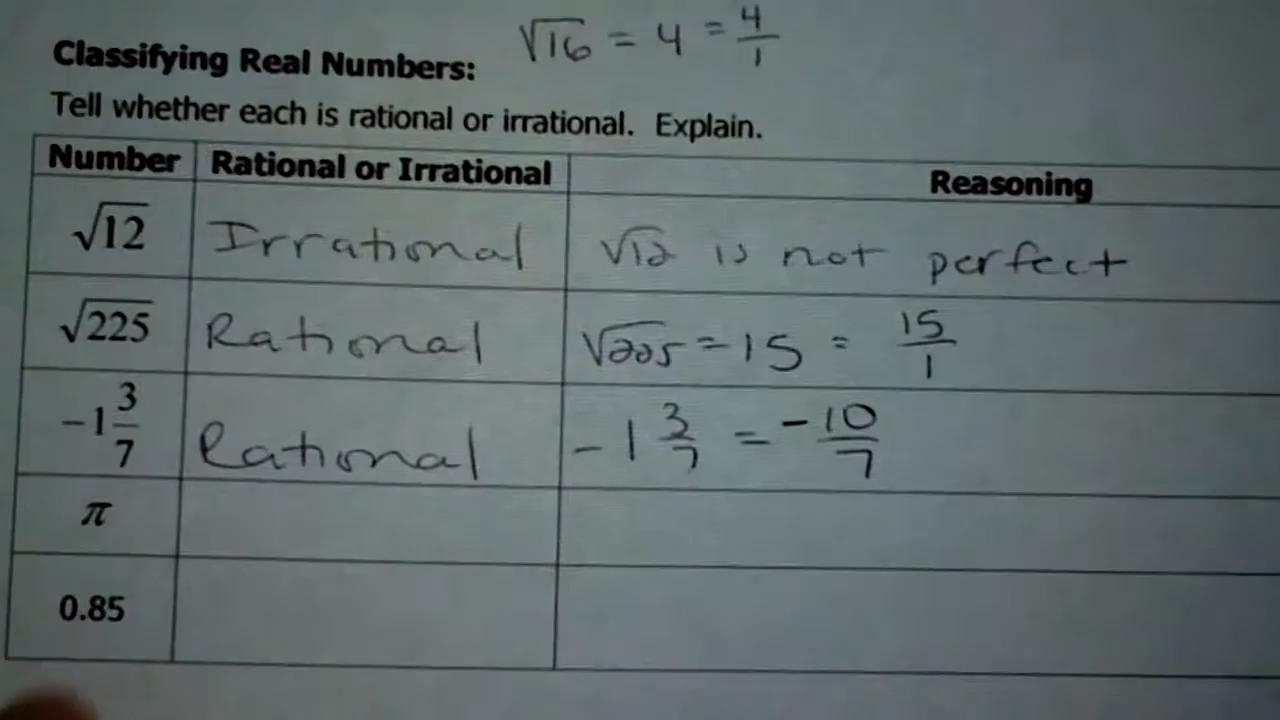 √16 = 4 = 4/1
Classifying Real Numbers:
Tell whether each is rational or irrational. Explain.
Number Rational or Irrational Reasoning
√12 Irrational √12 is not perfect
√225 Rational √225 = 15 = 15/1
-1 3/7 Rational -1 3/7 = -10/7
π
0.85